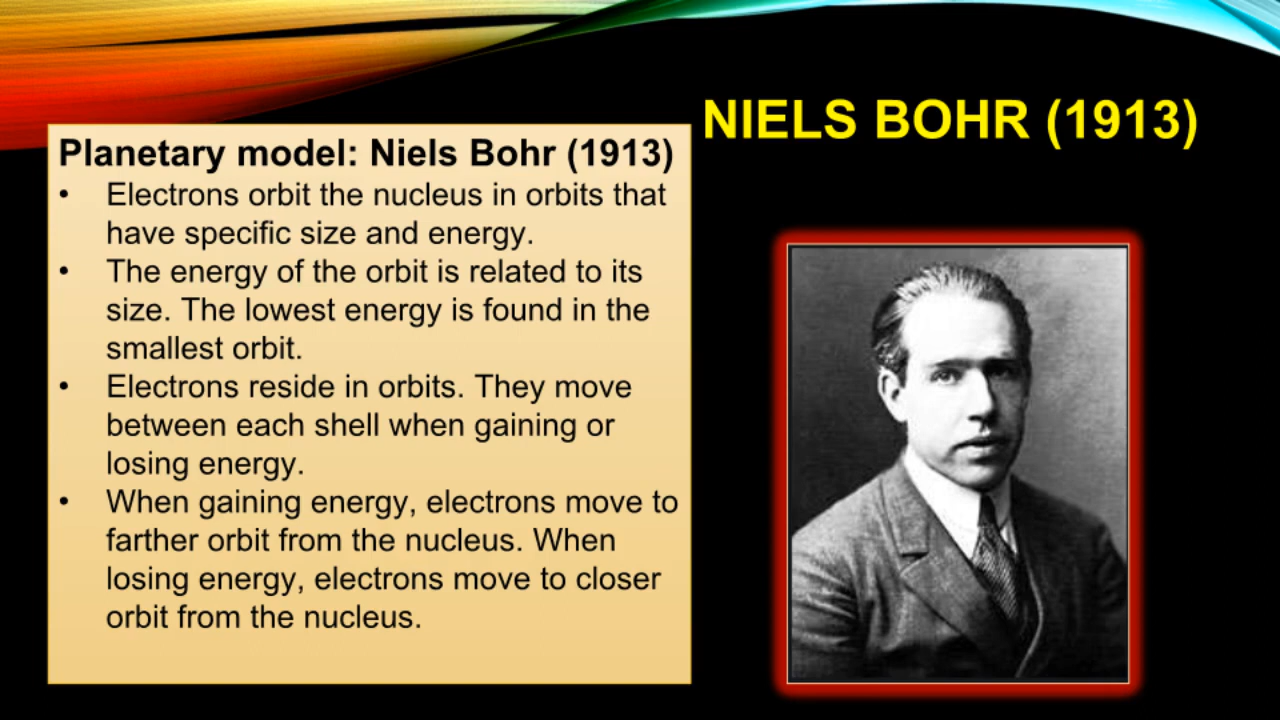 NIELS BOHR (1913)
Planetary model: Niels Bohr (1913)
• Electrons orbit the nucleus in orbits that
have specific size and energy.
• The energy of the orbit is related to its
size. The lowest energy is found in the
smallest orbit.
• Electrons reside in orbits. They move
between each shell when gaining or
losing energy.
• When gaining energy, electrons move to
farther orbit from the nucleus. When
losing energy, electrons move to closer
orbit from the nucleus.